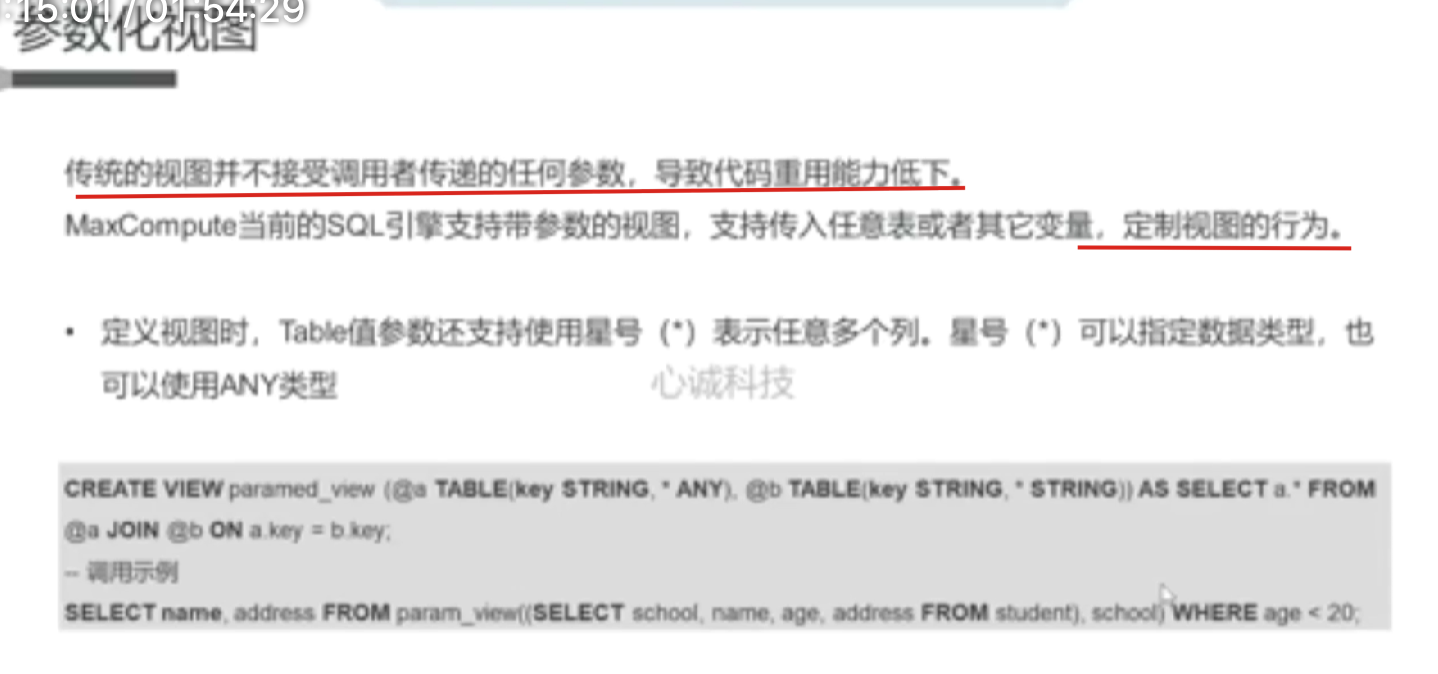 :15:01 / 01:54:29
参数化视图
传统的视图并不接受调用者传递的任何参数，导致代码重用能力低下。
MaxCompute当前的SQL引擎支持带参数的视图，支持传入任意表或者其它变量，定制视图的行为。
• 定义视图时，Table值参数还支持使用星号（*）表示任意多个列。星号（*）可以指定数据类型，也
可以使用ANY类型
心诚科技
CREATE VIEW paramed_view (@a TABLE(key STRING, * ANY), @b TABLE(key STRING, * STRING)) AS SELECT a.* FROM
@a JOIN @b ON a.key = b.key;
-- 调用示例
SELECT name, address FROM param_view((SELECT school, name, age, address FROM student), school) WHERE age < 20;